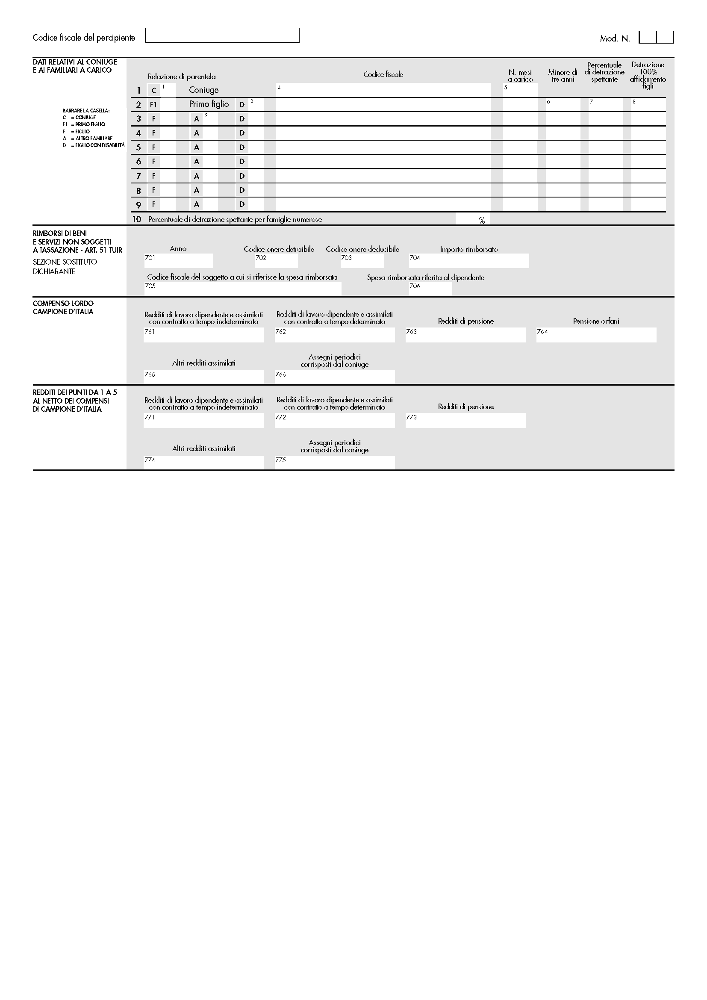 Codice fiscale del percipiente
Mod. N.
DATI RELATIVI AL CONIUGE
E AI FAMILIARI A CARICO
BARRARE LA CASELLA:
C = CONIUGE
F1 = PRIMO FIGLIO
F = FIGLIO
A = ALTRO FAMILIARE
D = FIGLIO CON DISABILITÀ
Relazione di parentela
Codice fiscale
N. mesi
a carico
Minore di
tre anni
Percentuale
di detrazione
spettante
Detrazione
100%
affidamento
figli
1 C 1 Coniuge 4 5
2 F1 Primo figlio D 3 6 7 8
3 F A 2 D
4 F A D
5 F A D
6 F A D
7 F A D
8 F A D
9 F A D
10 Percentuale di detrazione spettante per famiglie numerose %
RIMBORSI DI BENI
E SERVIZI NON SOGGETTI
A TASSAZIONE - ART. 51 TUIR
SEZIONE SOSTITUTO
DICHIARANTE
Anno Codice onere detraibile Codice onere deducibile Importo rimborsato
701 702 703 704
Codice fiscale del soggetto a cui si riferisce la spesa rimborsata Spesa rimborsata riferita al dipendente
705 706
COMPENSO LORDO
CAMPIONE D'ITALIA
Redditi di lavoro dipendente e assimilati
con contratto a tempo indeterminato
Redditi di lavoro dipendente e assimilati
con contratto a tempo determinato
Redditi di pensione
Pensione orfani
761 762 763 764
Altri redditi assimilati
Assegni periodici
corrisposti dal coniuge
765 766
REDDITI DEI PUNTI DA 1 A 5
AL NETTO DEI COMPENSI
DI CAMPIONE D'ITALIA
Redditi di lavoro dipendente e assimilati
con contratto a tempo indeterminato
Redditi di lavoro dipendente e assimilati
con contratto a tempo determinato
Redditi di pensione
771 772 773
Altri redditi assimilati
Assegni periodici
corrisposti dal coniuge
774 775